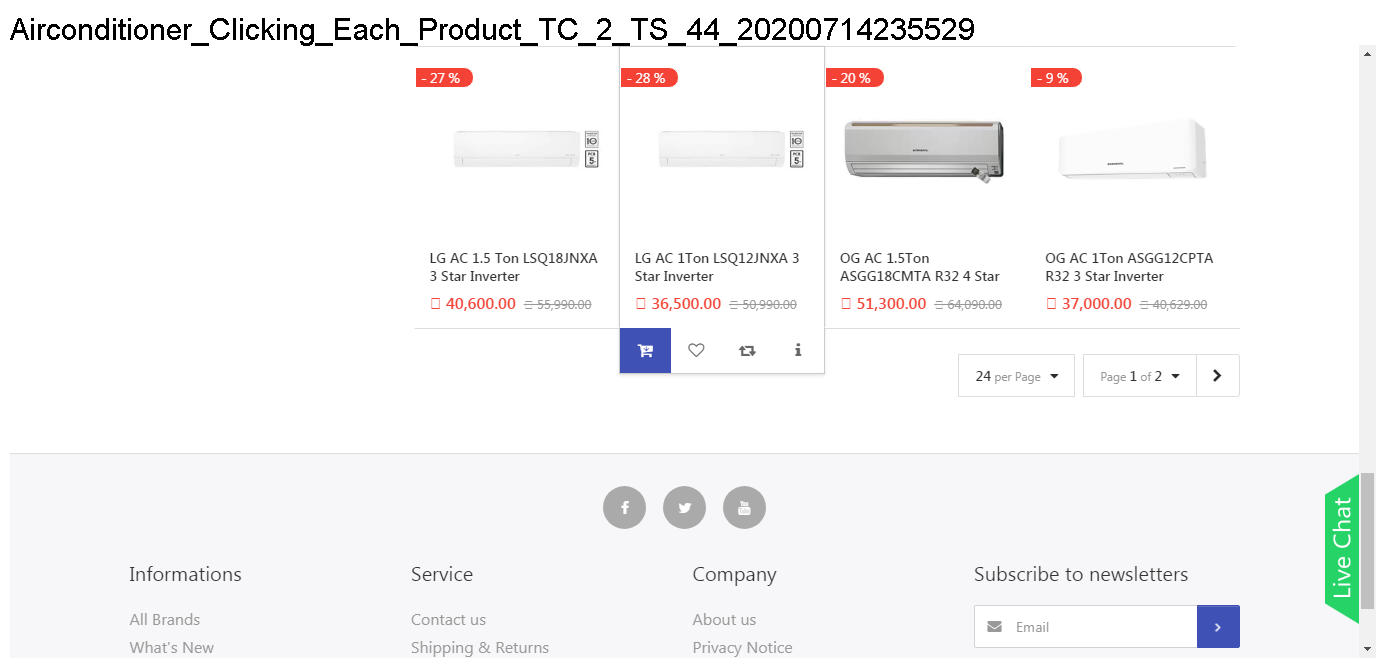 Airconditioner_Clicking_Each_Product_TC_2_TS_44_20200714235529
- 27 %
- 28 %
- 20 %
- 9 %
LG AC 1.5 Ton LSQ18JNXA
3 Star Inverter
40,600.00 55,990.00
LG AC 1Ton LSQ12JNXA 3
Star Inverter
36,500.00 50,990.00
OG AC 1.5Ton
ASGG18CMTA R32 4 Star
51,300.00 64,090.00
OG AC 1Ton ASGG12CPTA
R32 3 Star Inverter
37,000.00 40,629.00
24 per Page
Page 1 of 2
Live Chat
Informations
All Brands
What's New
Service
Contact us
Shipping & Returns
Company
About us
Privacy Notice
Subscribe to newsletters
Email